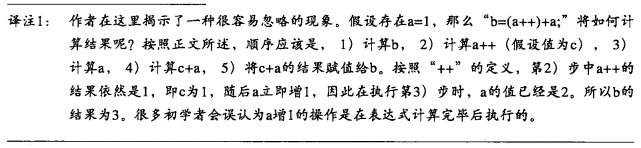 译注1： 作者在这里揭示了一种很容易忽略的现象。假设存在a=1，那么“b=(a++)+a;”将如何计
算结果呢？按照正文所述，顺序应该是，1）计算b，2）计算a++（假设值为c），3）
计算a，4）计算c+a，5）将c+a的结果赋值给b。按照“++”的定义，第2）步中a++的
结果依然是1，即c为1，随后a立即增1，因此在执行第3）步时，a的值已经是2。所以b的
结果为3。很多初学者会误认为a增1的操作是在表达式计算完毕后执行的。